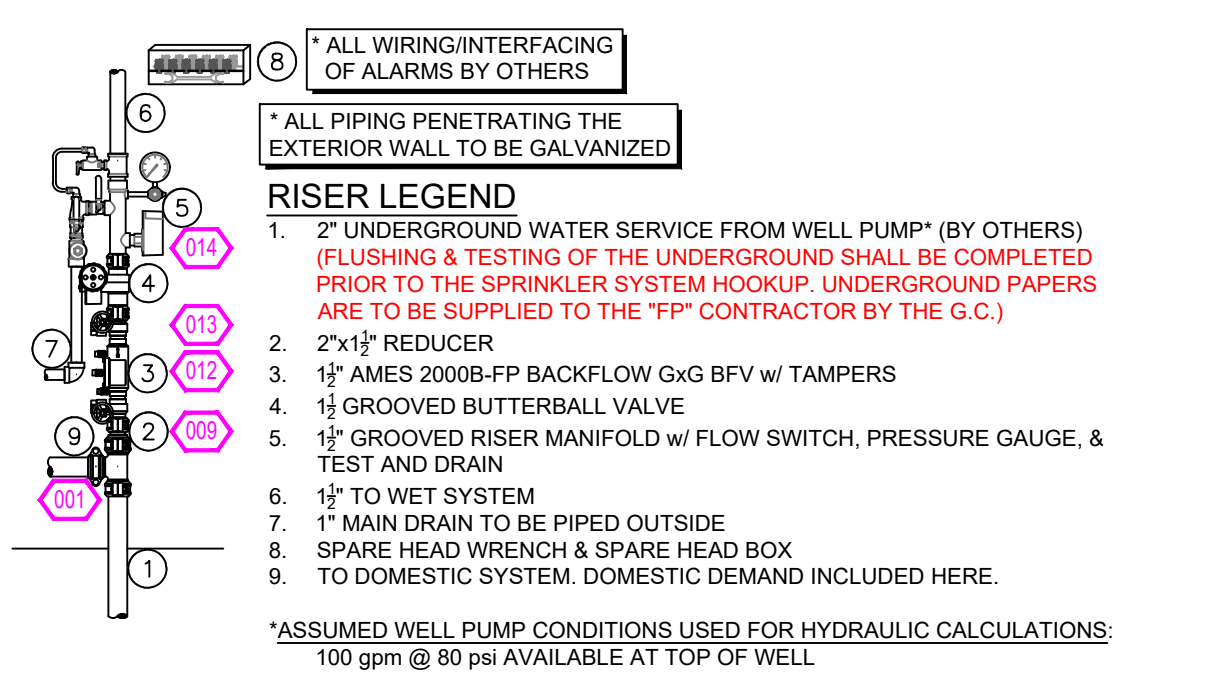 8
* ALL WIRING/INTERFACING
OF ALARMS BY OTHERS
6
* ALL PIPING PENETRATING THE
EXTERIOR WALL TO BE GALVANIZED
5
014
4
013
7
3
012
9
2
009
001
1
RISER LEGEND
1. 2" UNDERGROUND WATER SERVICE FROM WELL PUMP* (BY OTHERS)
(FLUSHING & TESTING OF THE UNDERGROUND SHALL BE COMPLETED
PRIOR TO THE SPRINKLER SYSTEM HOOKUP. UNDERGROUND PAPERS
ARE TO BE SUPPLIED TO THE "FP" CONTRACTOR BY THE G.C.)
2. 2"x1½" REDUCER
3. 1½" AMES 2000B-FP BACKFLOW GxG BFV w/ TAMPERS
4. 1½ GROOVED BUTTERBALL VALVE
5. 1½" GROOVED RISER MANIFOLD w/ FLOW SWITCH, PRESSURE GAUGE, &
TEST AND DRAIN
6. 1½" TO WET SYSTEM
7. 1" MAIN DRAIN TO BE PIPED OUTSIDE
8. SPARE HEAD WRENCH & SPARE HEAD BOX
9. TO DOMESTIC SYSTEM. DOMESTIC DEMAND INCLUDED HERE.
*ASSUMED WELL PUMP CONDITIONS USED FOR HYDRAULIC CALCULATIONS:
100 gpm @ 80 psi AVAILABLE AT TOP OF WELL